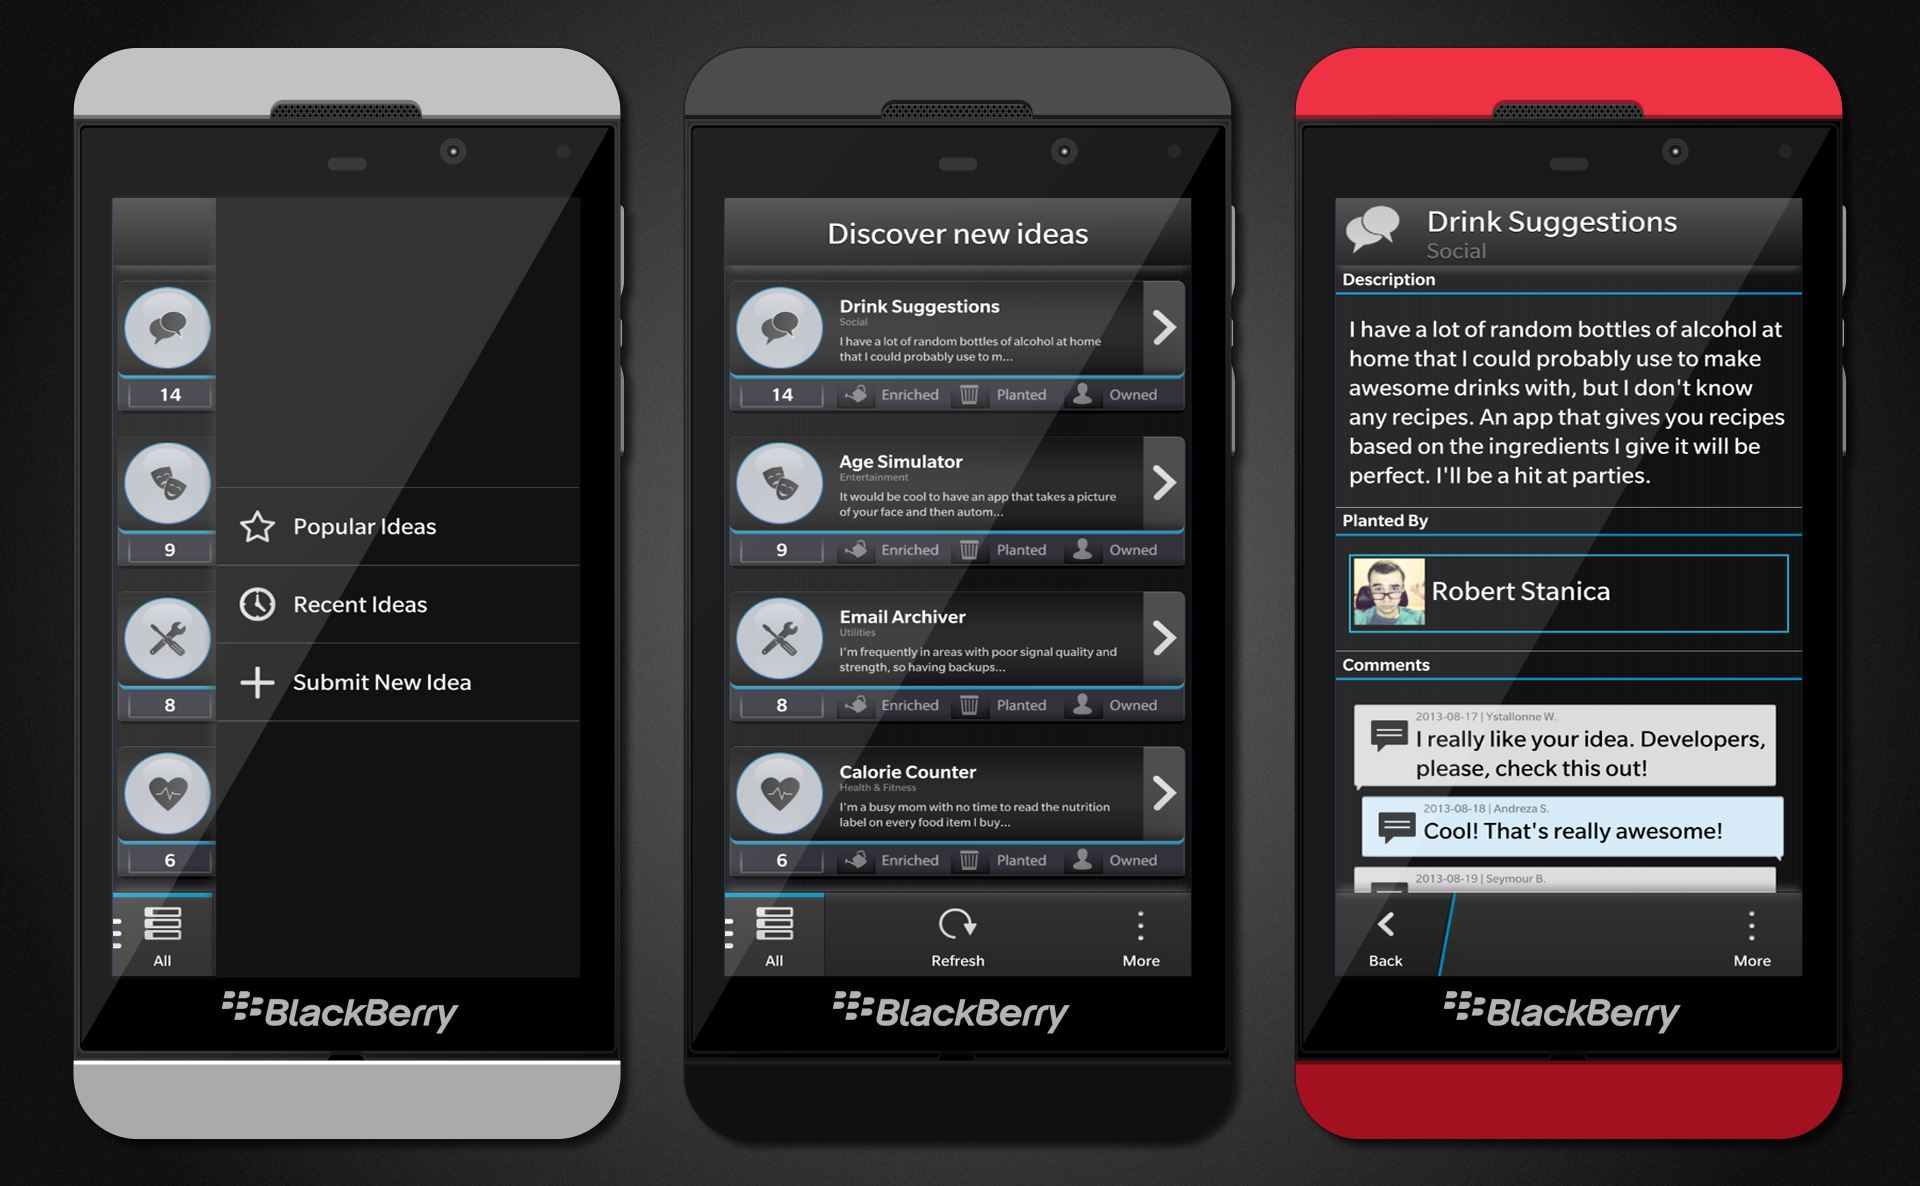 14
9
8
6
Popular Ideas
Recent Ideas
Submit New Idea
All
BlackBerry
Discover new ideas
Drink Suggestions
Social
I have a lot of random bottles of alcohol at home
that I could probably use to m...
14 Enriched Planted Owned
Age Simulator
Entertainment
It would be cool to have an app that takes a picture
of your face and then autom...
9 Enriched Planted Owned
Email Archiver
Utilities
I'm frequently in areas with poor signal quality and
strength, so having backups...
8 Enriched Planted Owned
Calorie Counter
Health & Fitness
I'm a busy mom with no time to read the nutrition
label on every food item I buy...
6 Enriched Planted Owned
All Refresh More
BlackBerry
Drink Suggestions
Social
Description
I have a lot of random bottles of alcohol at
home that I could probably use to make
awesome drinks with, but I don't know
any recipes. An app that gives you recipes
based on the ingredients I give it will be
perfect. I'll be a hit at parties.
Planted By
Robert Stanica
Comments
2013-08-17 | Ystallonne W.
I really like your idea. Developers,
please, check this out!
2013-08-18 | Andreza S.
Cool! That's really awesome!
2013-08-19 | Seymour B.
Back More
BlackBerry